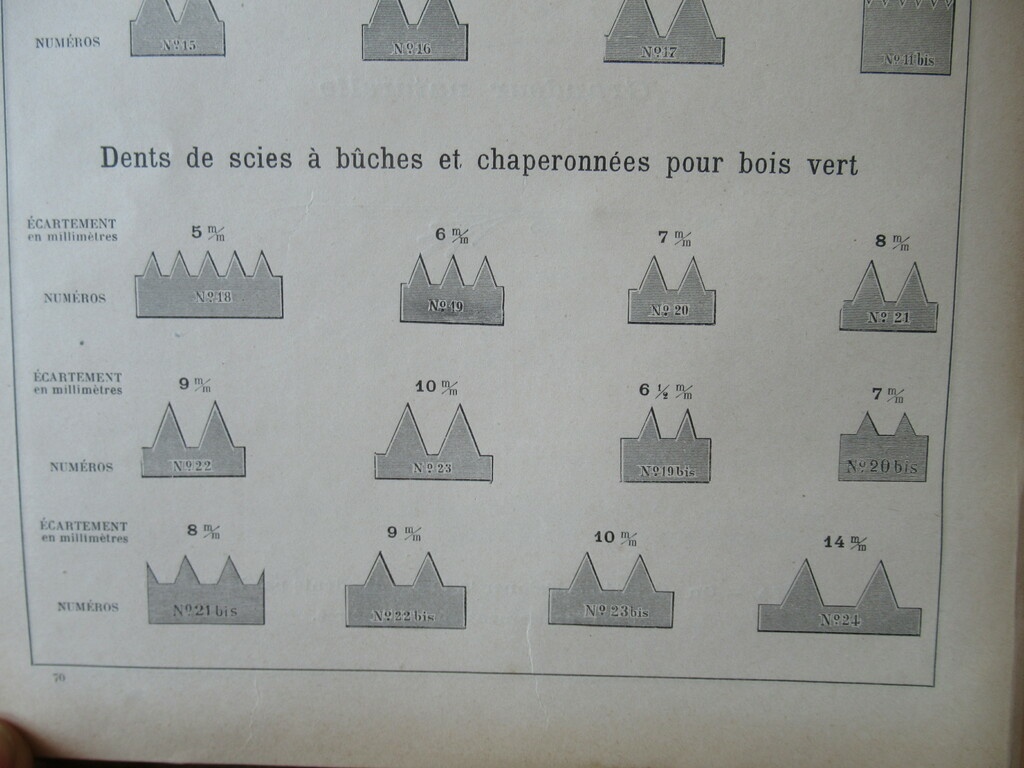 NUMÉROS Nº 15 Nº 16 Nº 17 Nº 11 bis
Dents de scies à bûches et chaperonnées pour bois vert
ÉCARTEMENT
en millimètres 5 m/m 6 m/m 7 m/m 8 m/m
NUMÉROS Nº 18 Nº 19 Nº 20 Nº 21
ÉCARTEMENT
en millimètres 9 m/m 10 m/m 6 ½ m/m 7 m/m
NUMÉROS Nº 22 Nº 23 Nº 19 bis Nº 20 bis
ÉCARTEMENT
en millimètres 8 m/m 9 m/m 10 m/m 14 m/m
NUMÉROS Nº 21 bis Nº 22 bis Nº 23 bis Nº 24
70